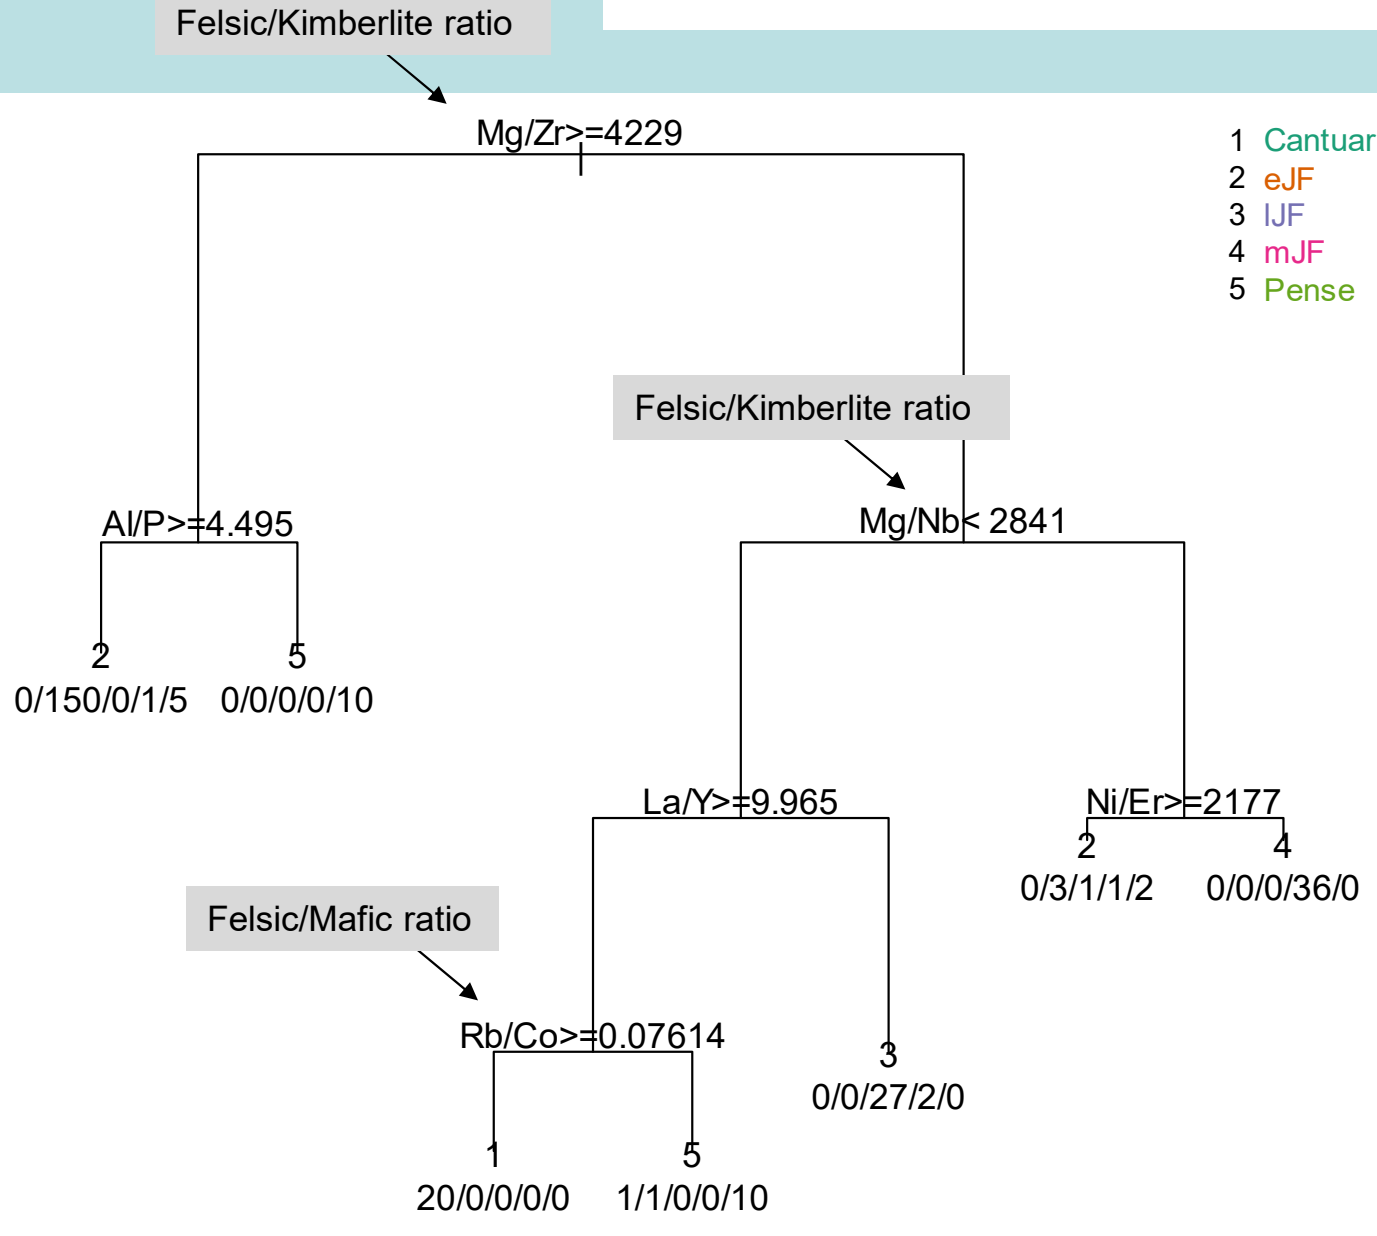 Felsic/Kimberlite ratio
Mg/Zr>=4229
1 Cantuar
2 eJF
3 lJF
4 mJF
5 Pense
Felsic/Kimberlite ratio
Al/P>=4.495
Mg/Nb< 2841
2
5
0/150/0/1/5
0/0/0/0/10
La/Y>=9.965
Ni/Er>=2177
2
4
0/3/1/1/2
0/0/0/36/0
Felsic/Mafic ratio
Rb/Co>=0.07614
3
0/0/27/2/0
1
5
20/0/0/0/0
1/1/0/0/10